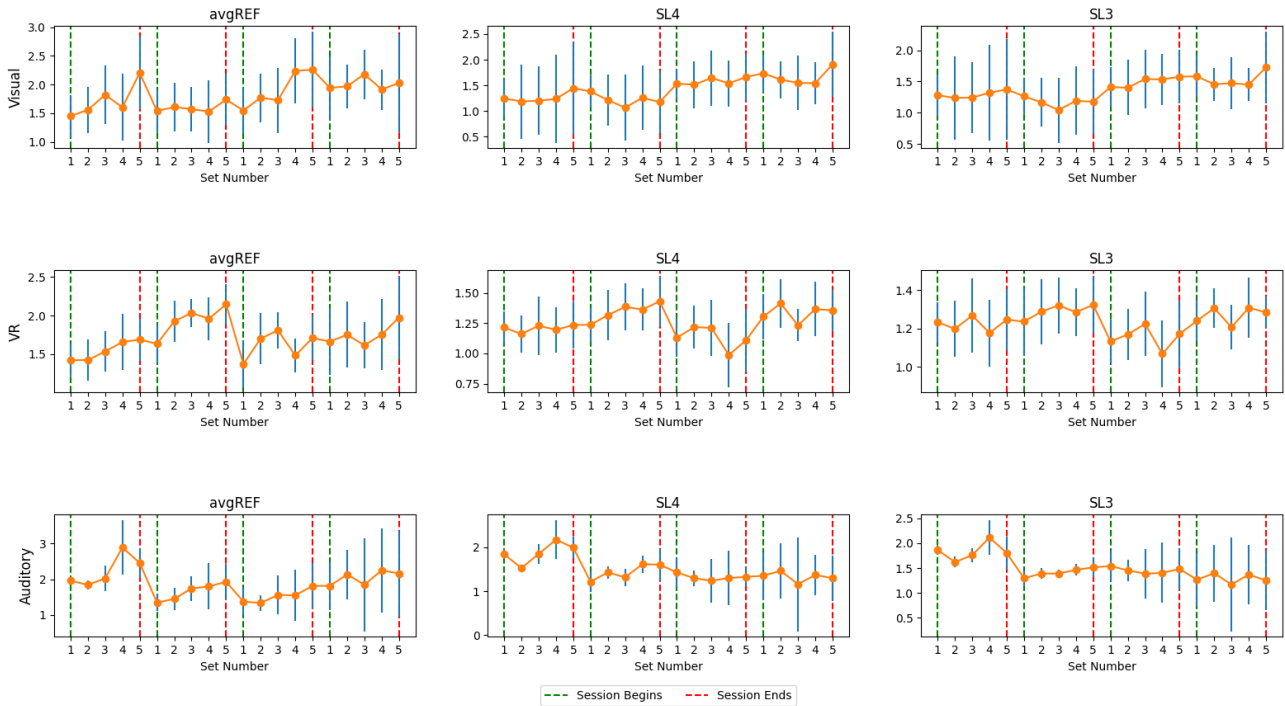 avgREF SL4 SL3
Visual
3.0 2.5 2.0 1.5 1.0
2.5 2.0 1.5 1.0 0.5
2.0 1.5 1.0 0.5
1 2 3 4 5 1 2 3 4 5 1 2 3 4 5 1 2 3 4 5
1 2 3 4 5 1 2 3 4 5 1 2 3 4 5 1 2 3 4 5
1 2 3 4 5 1 2 3 4 5 1 2 3 4 5 1 2 3 4 5
Set Number Set Number Set Number
avgREF SL4 SL3
VR
2.5 2.0 1.5
1.50 1.25 1.00 0.75
1.4 1.2 1.0
1 2 3 4 5 1 2 3 4 5 1 2 3 4 5 1 2 3 4 5
1 2 3 4 5 1 2 3 4 5 1 2 3 4 5 1 2 3 4 5
1 2 3 4 5 1 2 3 4 5 1 2 3 4 5 1 2 3 4 5
Set Number Set Number Set Number
avgREF SL4 SL3
Auditory
3 2 1
2 1 0
2.5 2.0 1.5 1.0 0.5
1 2 3 4 5 1 2 3 4 5 1 2 3 4 5 1 2 3 4 5
1 2 3 4 5 1 2 3 4 5 1 2 3 4 5 1 2 3 4 5
1 2 3 4 5 1 2 3 4 5 1 2 3 4 5 1 2 3 4 5
Set Number Set Number Set Number
Session Begins Session Ends